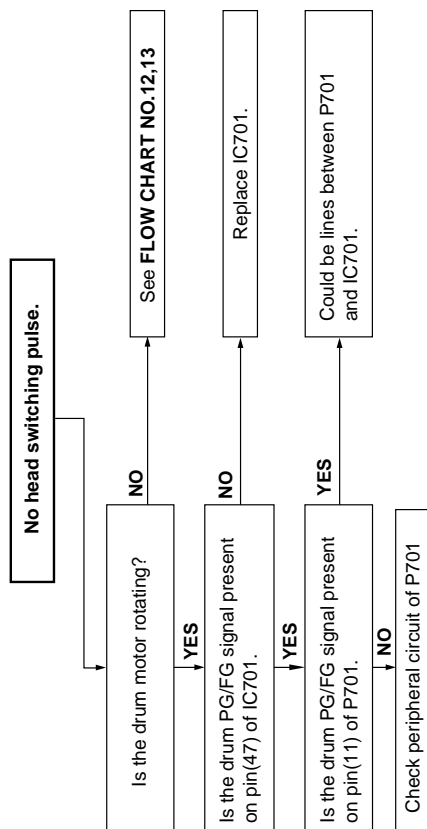 No head switching pulse.
Is the drum motor rotating?
NO
See FLOW CHART NO.12,13
YES
Is the drum PG/FG signal present
on pin(47) of IC701.
NO
Replace IC701.
YES
Is the drum PG/FG signal present
on pin(11) of P701.
YES
Could be lines between P701
and IC701.
NO
Check peripheral circuit of P701